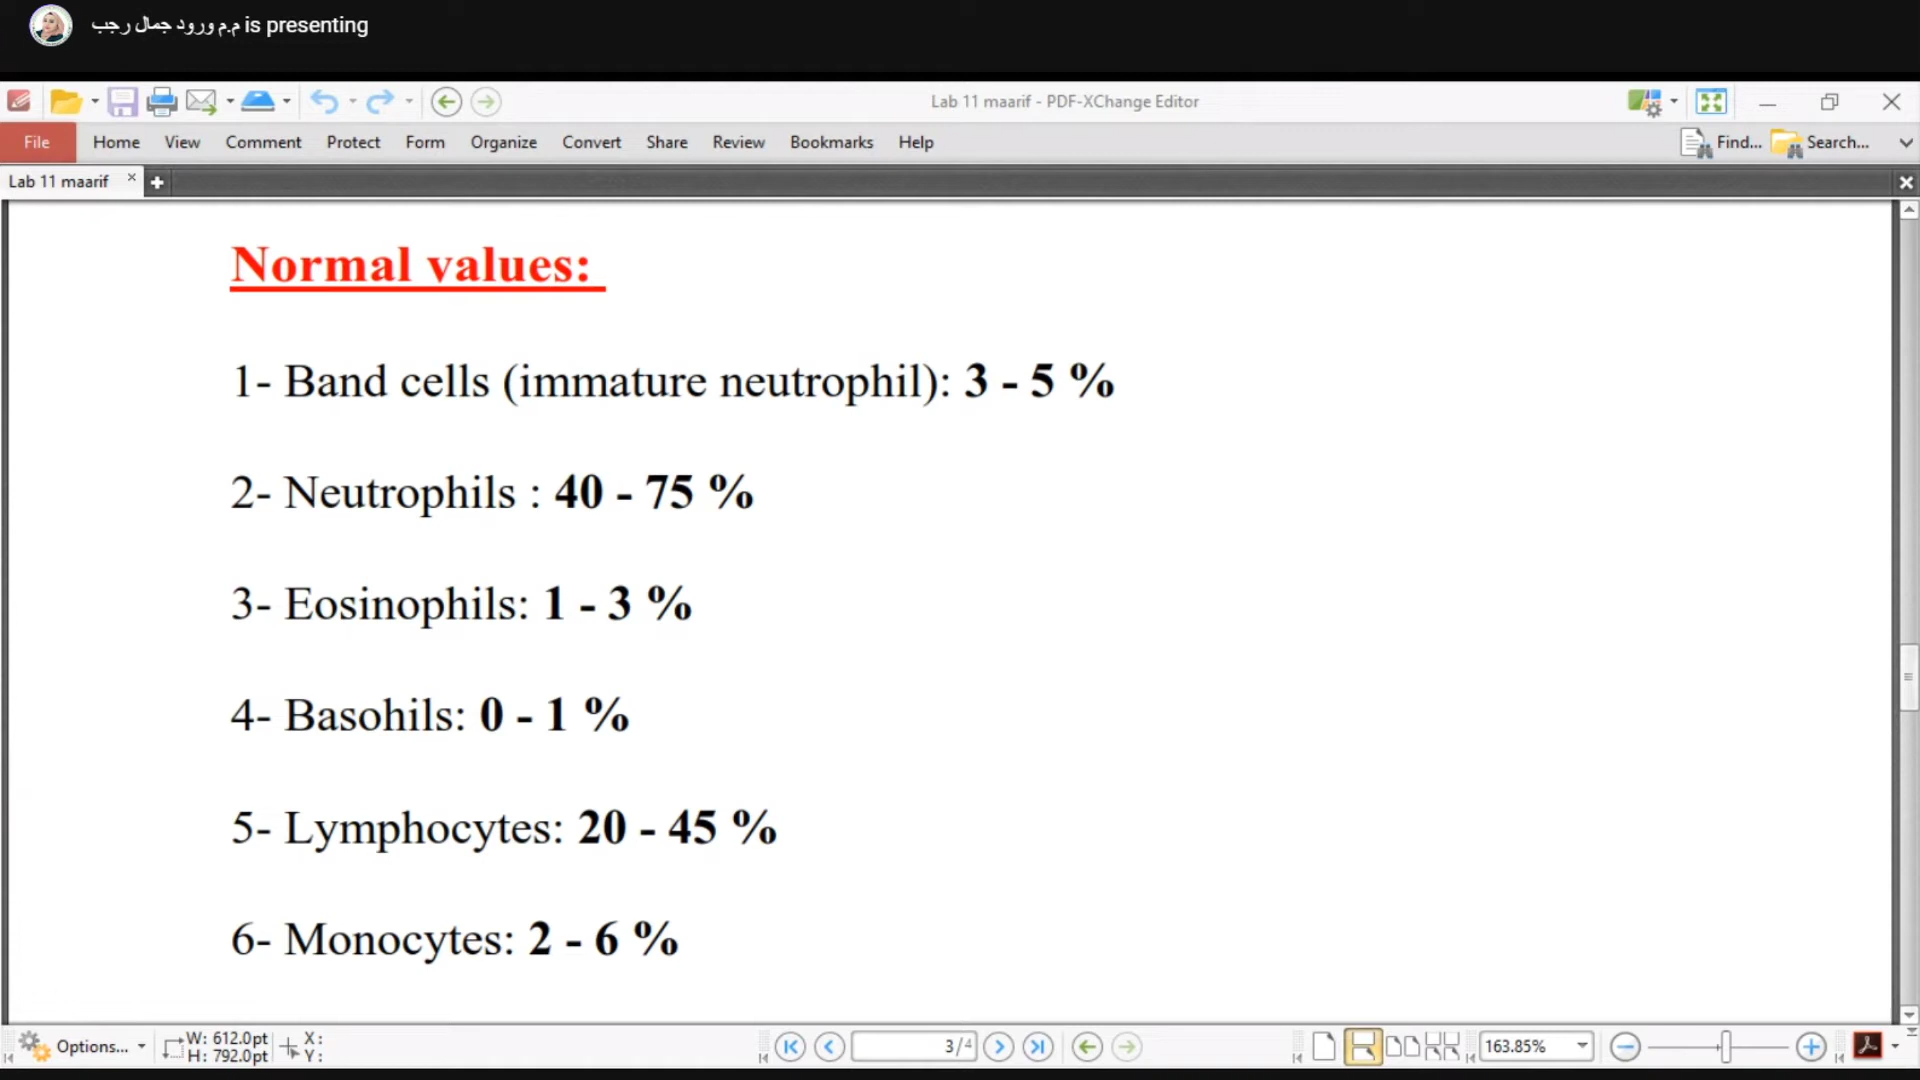 م.م ورود جمال رجب is presenting
Lab 11 maarif - PDF-XChange Editor
File Home View Comment Protect Form Organize Convert Share Review Bookmarks Help Find... Search...
Lab 11 maarif
Normal values:
1- Band cells (immature neutrophil): 3 - 5 %
2- Neutrophils : 40 - 75 %
3- Eosinophils: 1 - 3 %
4- Basohils: 0 - 1 %
5- Lymphocytes: 20 - 45 %
6- Monocytes: 2 - 6 %
Options... W: 612.0pt X: 3/4 163.85%
H: 792.0pt Y: